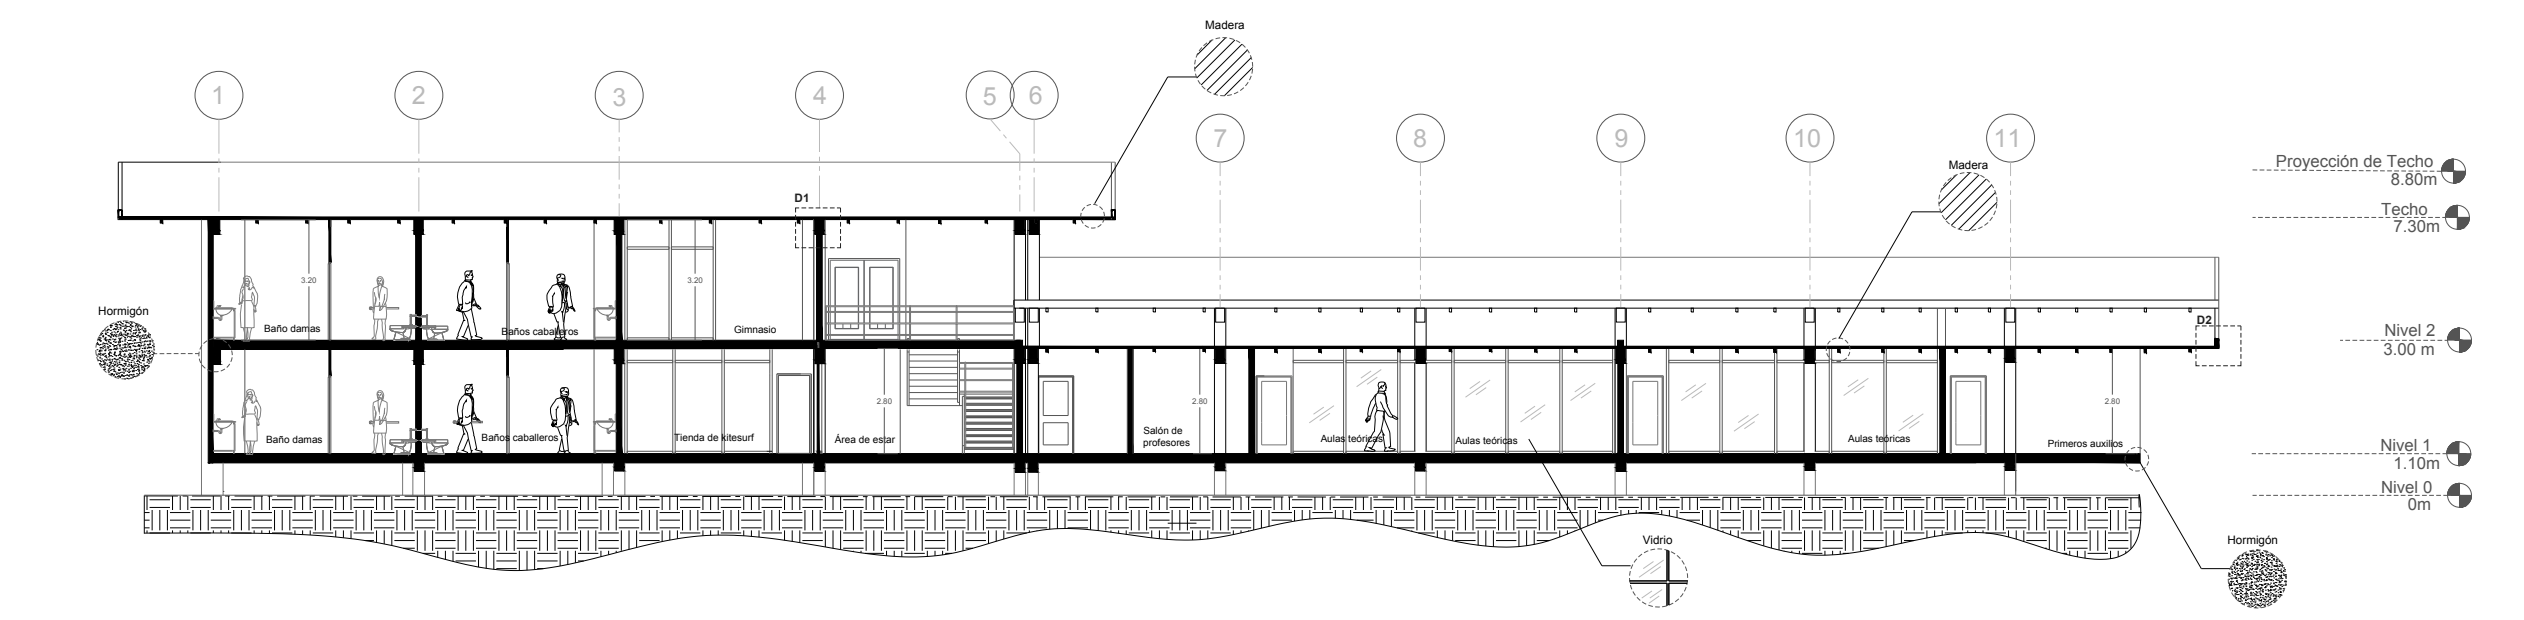 Madera
1
2
3
4
5
6
7
8
9
10
11
Madera
Proyección de Techo
8.80m
Techo
7.30m
Nivel 2
3.00 m
Nivel 1
1.10m
Nivel 0
0m
D1
D2
Hormigón
3.20
3.20
Baño damas
Baños caballeros
Gimnasio
2.80
2.80
2.80
Baño damas
Baños caballeros
Tienda de kitesurf
Área de estar
Salón de
profesores
Aulas teóricas
Aulas teóricas
Aulas teóricas
Primeros auxilios
Vidrio
Hormigón